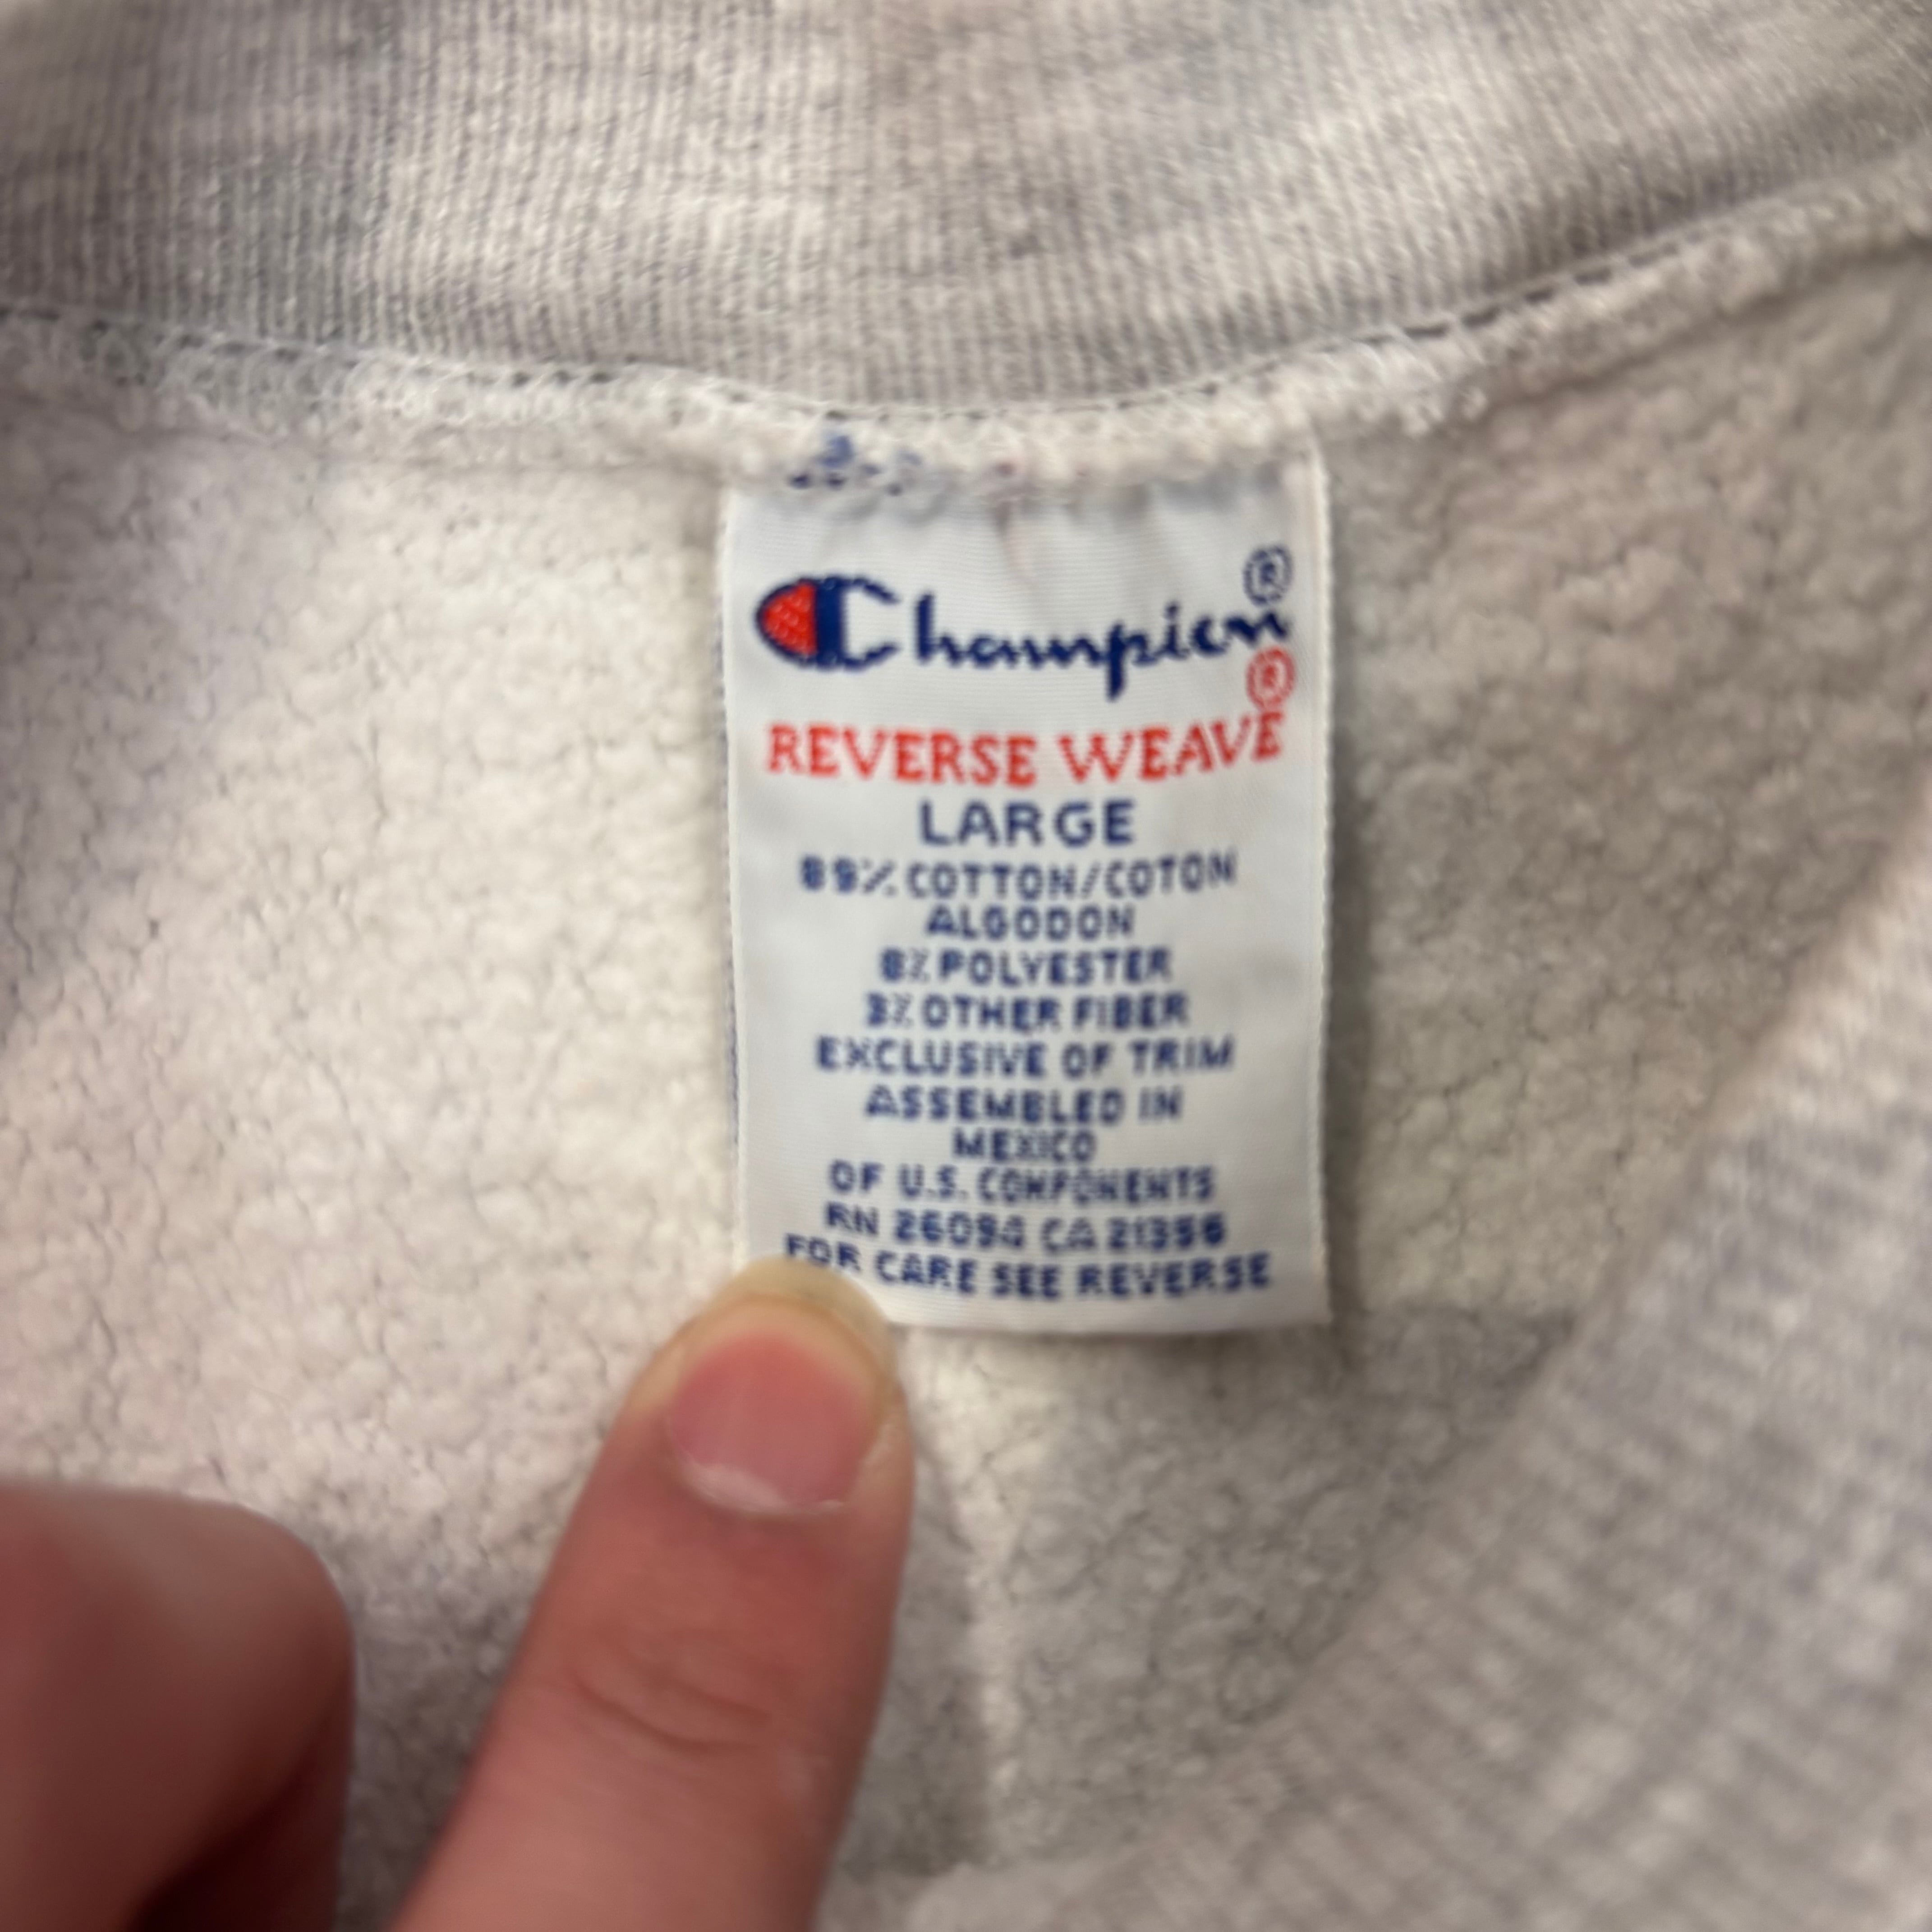 Champion®
REVERSE WEAVE®
LARGE
89% COTTON/COTON
ALGODON
8% POLYESTER
3% OTHER FIBER
EXCLUSIVE OF TRIM
ASSEMBLED IN
MEXICO
OF U.S. COMPONENTS
RN 26094 CA 21356
FOR CARE SEE REVERSE